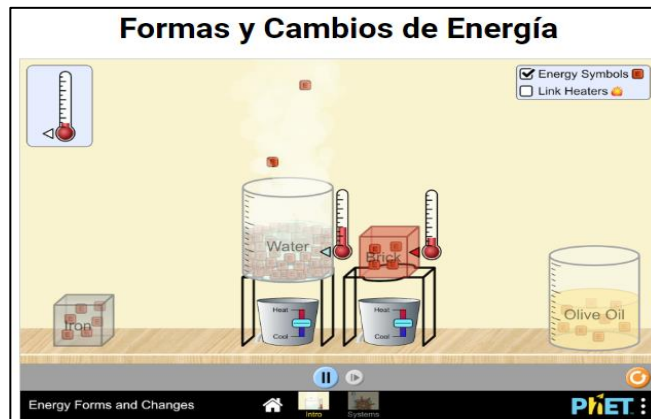 Formas y Cambios de Energía
Energy Symbols E
Link Heaters
Water
Brick
Iron
Olive Oil
Heat
Cool
Heat
Cool
Energy Forms and Changes
Intro
Systems
PhET